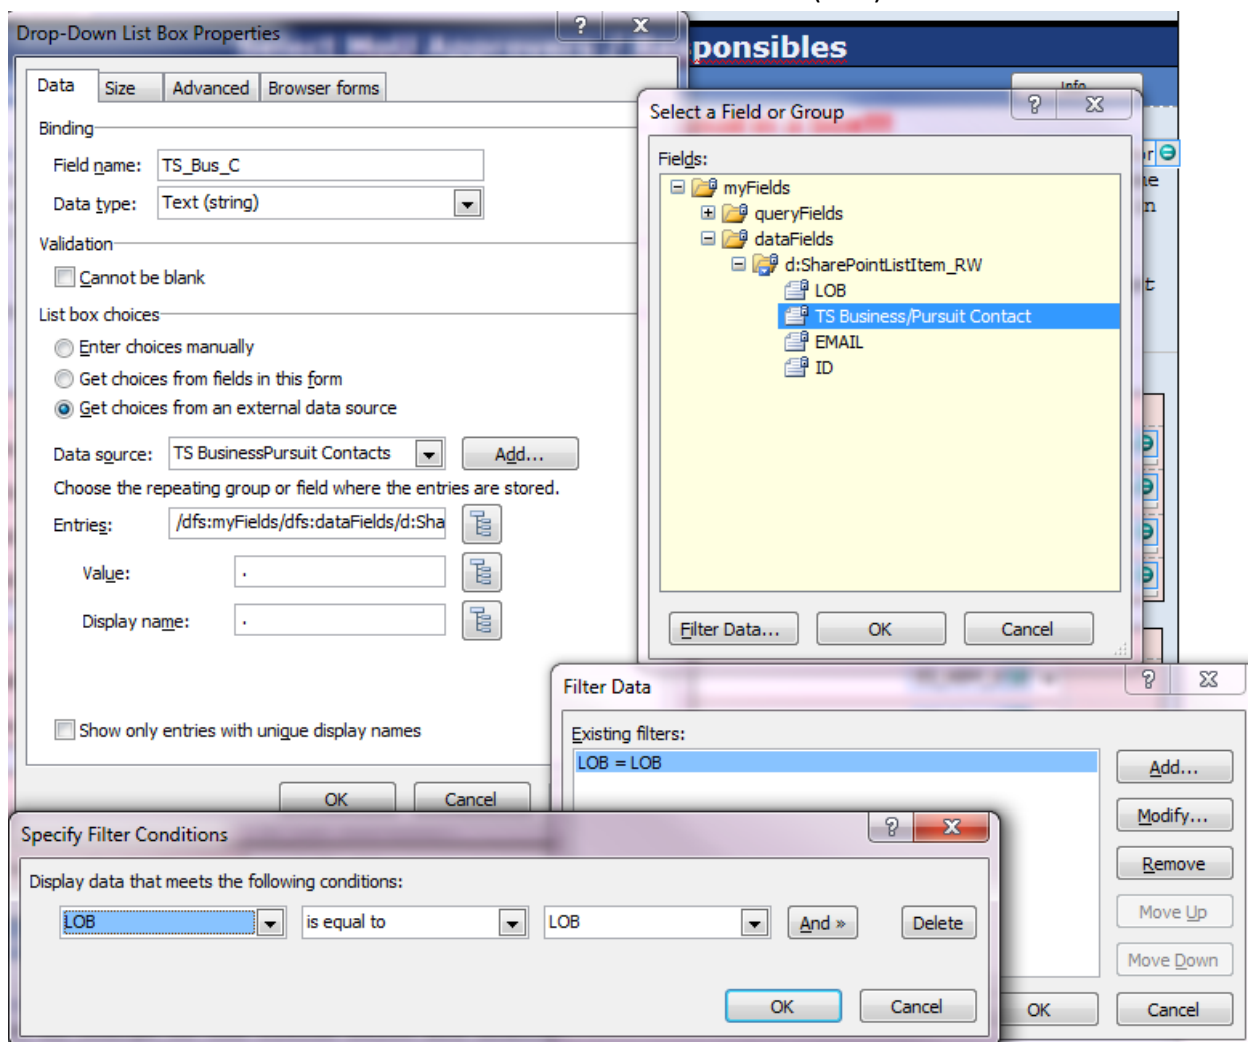 Drop-Down List Box Properties
?
X
Data
Size
Advanced
Browser forms
Binding
Field name:
TS_Bus_C
Data type:
Text (string)
Validation
Cannot be blank
List box choices
Enter choices manually
Get choices from fields in this form
Get choices from an external data source
Data source:
TS BusinessPursuit Contacts
Add...
Choose the repeating group or field where the entries are stored.
Entries:
/dfs:myFields/dfs:dataFields/d:Sha
Value:
.
Display name:
.
Show only entries with unique display names
OK
Cancel
ponsibles
Info
Select a Field or Group
?
X
Fields:
myFields
queryFields
dataFields
d:SharePointListItem_RW
LOB
TS Business/Pursuit Contact
EMAIL
ID
Filter Data...
OK
Cancel
Filter Data
?
X
Existing filters:
LOB = LOB
Add...
Modify...
Remove
Move Up
Move Down
OK
Cancel
Specify Filter Conditions
?
X
Display data that meets the following conditions:
LOB
is equal to
LOB
And »
Delete
OK
Cancel